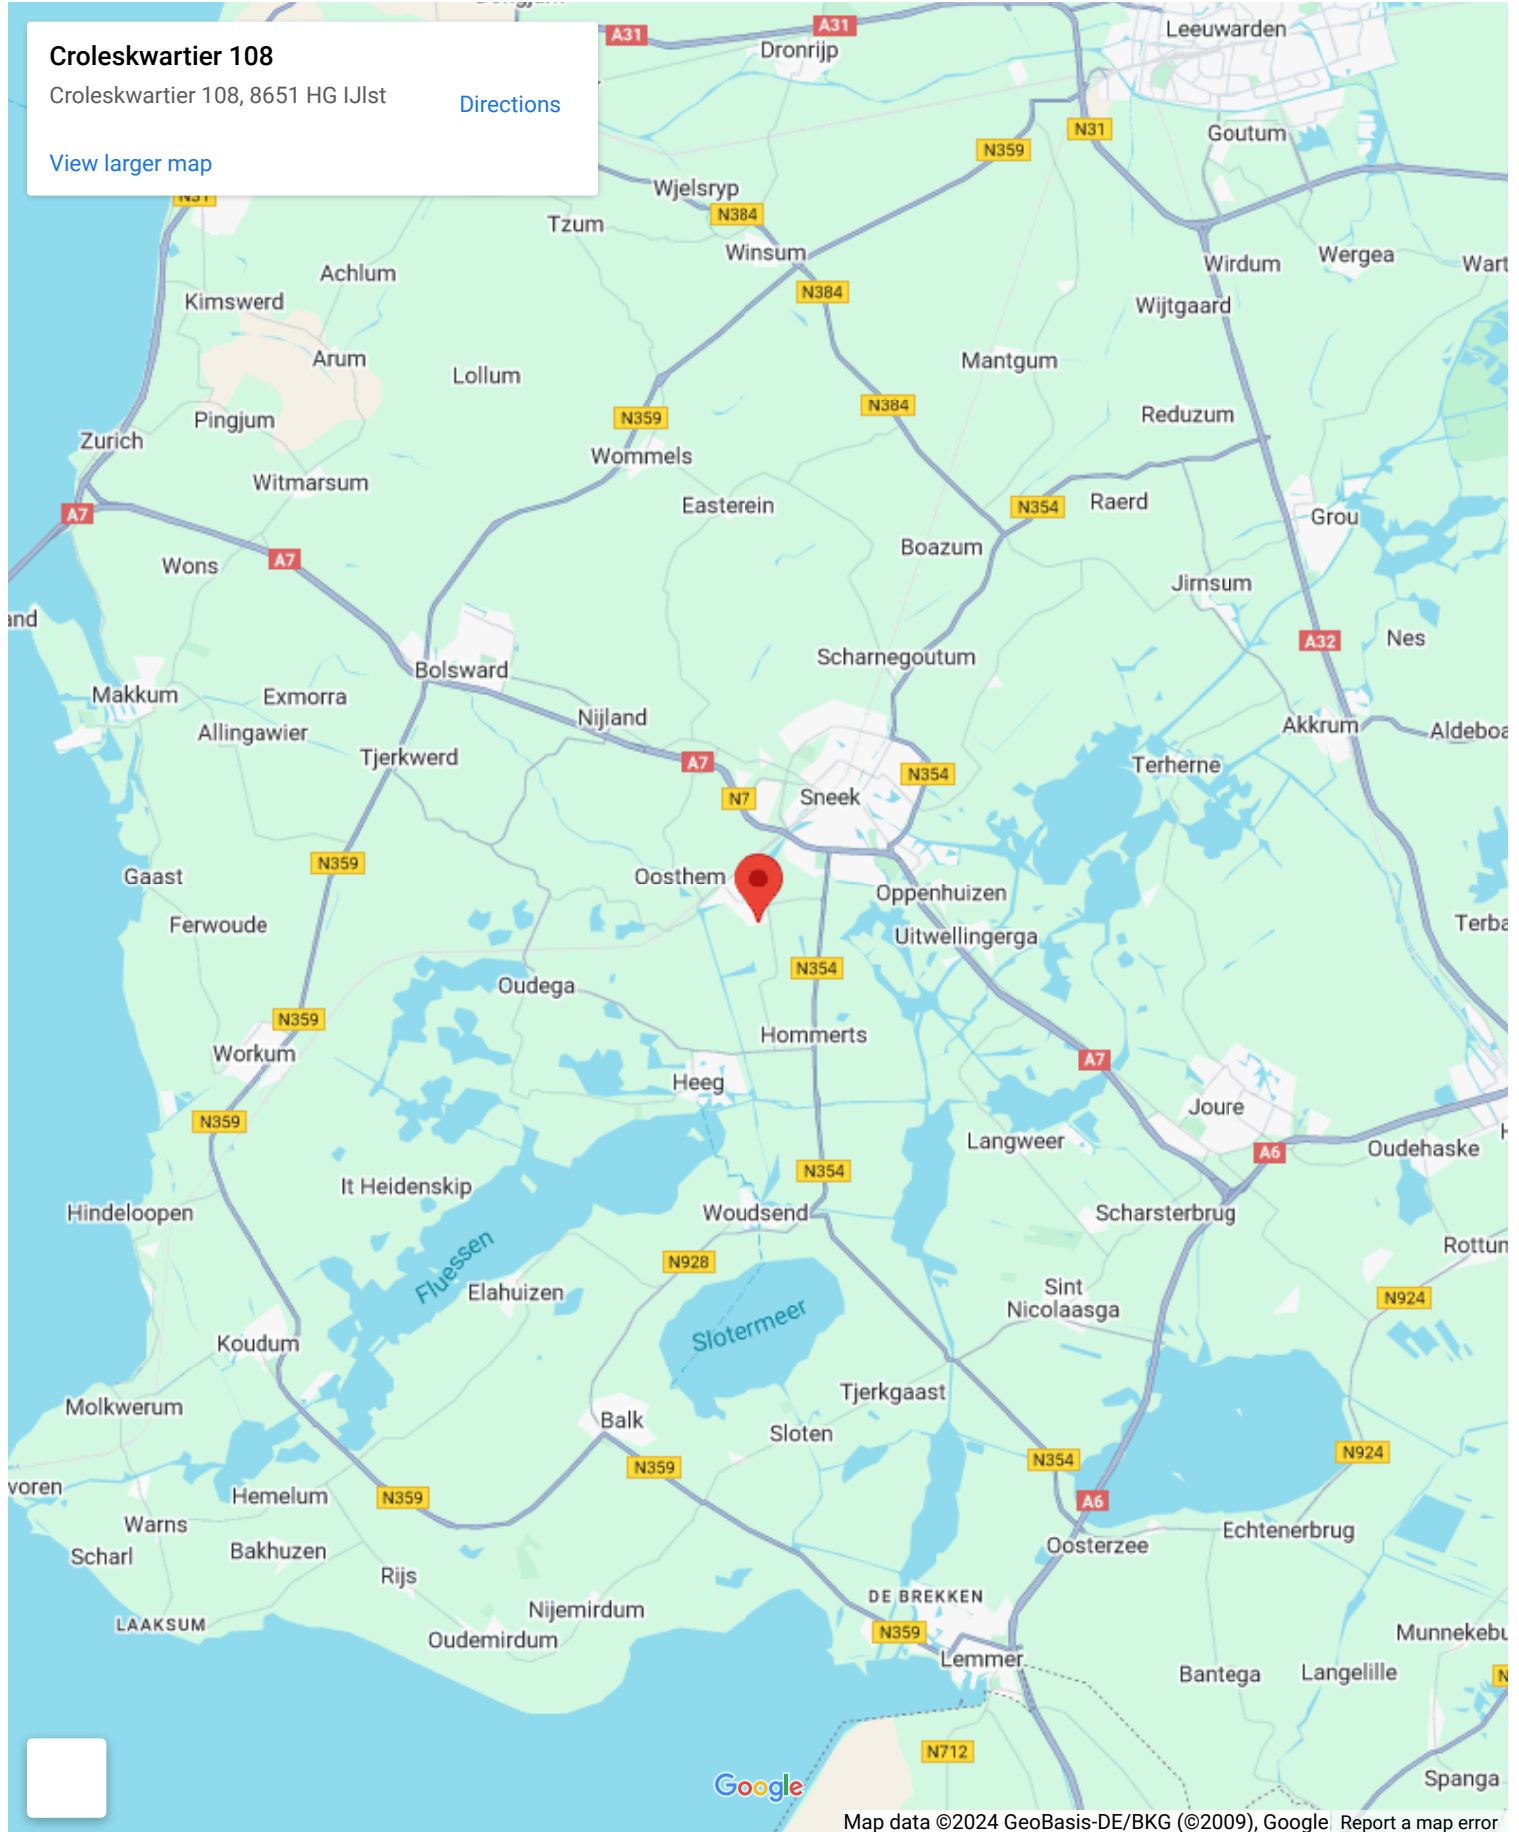 Croleskwartier 108
Croleskwartier 108, 8651 HG IJlst
Directions
View larger map
A31
A31
Dronrijp
Leeuwarden
N31
Goutum
N359
Wjelsryp
N384
N31
Tzum
Winsum
Wirdum
Wergea
Achlum
Kimswerd
N384
Wijtgaard
Arum
Lollum
Mantgum
N359
N384
Reduzum
Pingjum
Zurich
Wommels
Witmarsum
Easterein
N354
Raerd
A7
Grou
Boazum
A7
Wons
Jirnsum
Scharnegoutum
A32
Nes
Bolsward
Makkum
Exmorra
Allingawier
Nijland
Akkrum
Tjerkwerd
A7
N354
Terherne
N7
Sneek
N359
Gaast
Oosthem
Oppenhuizen
Ferwoude
Uitwellingerga
N354
Oudega
N359
Hommerts
Workum
A7
Heeg
N359
Joure
Langweer
A6
Oudehaske
N354
It Heidenskip
Hindeloopen
Woudsend
Scharsterbrug
Fluessen
N928
Elahuizen
Sint
Nicolaasga
N924
Slotermeer
Koudum
Tjerkgaast
Molkwerum
Balk
Sloten
N924
N359
N354
Hemelum
N359
A6
Warns
Echtenerbrug
Scharl
Bakhuzen
Oosterzee
Rijs
DE BREKKEN
Nijemirdum
LAAKSUM
N359
Oudemirdum
Lemmer
Bantega
Langelille
N712
Google
Spanga
Map data ©2024 GeoBasis-DE/BKG (©2009), Google
Report a map error